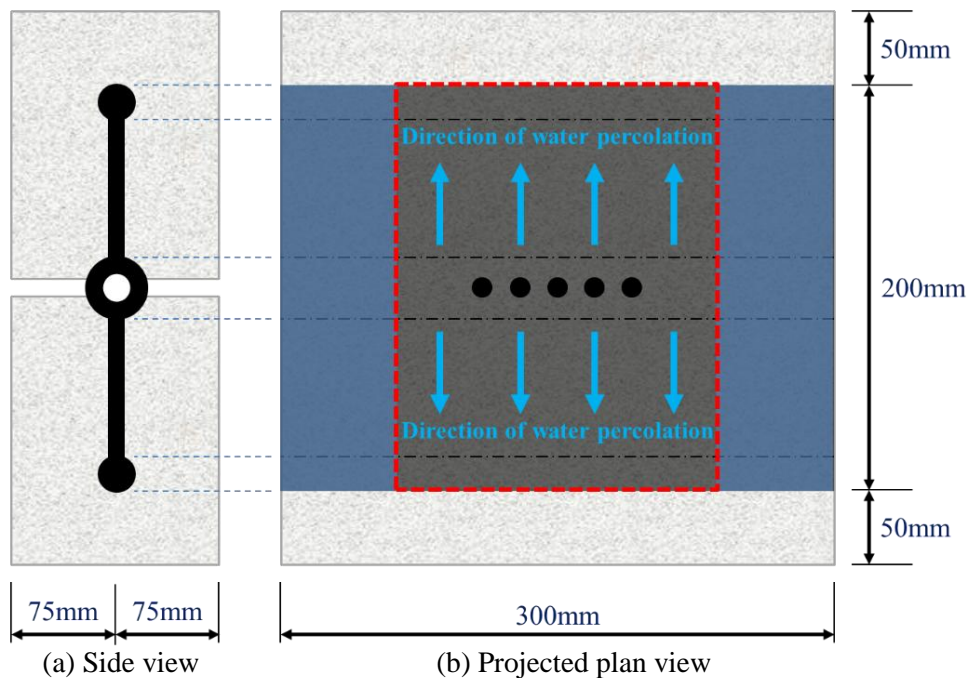 50mm
Direction of water percolation
200mm
Direction of water percolation
50mm
75mm 75mm
300mm
(a) Side view
(b) Projected plan view